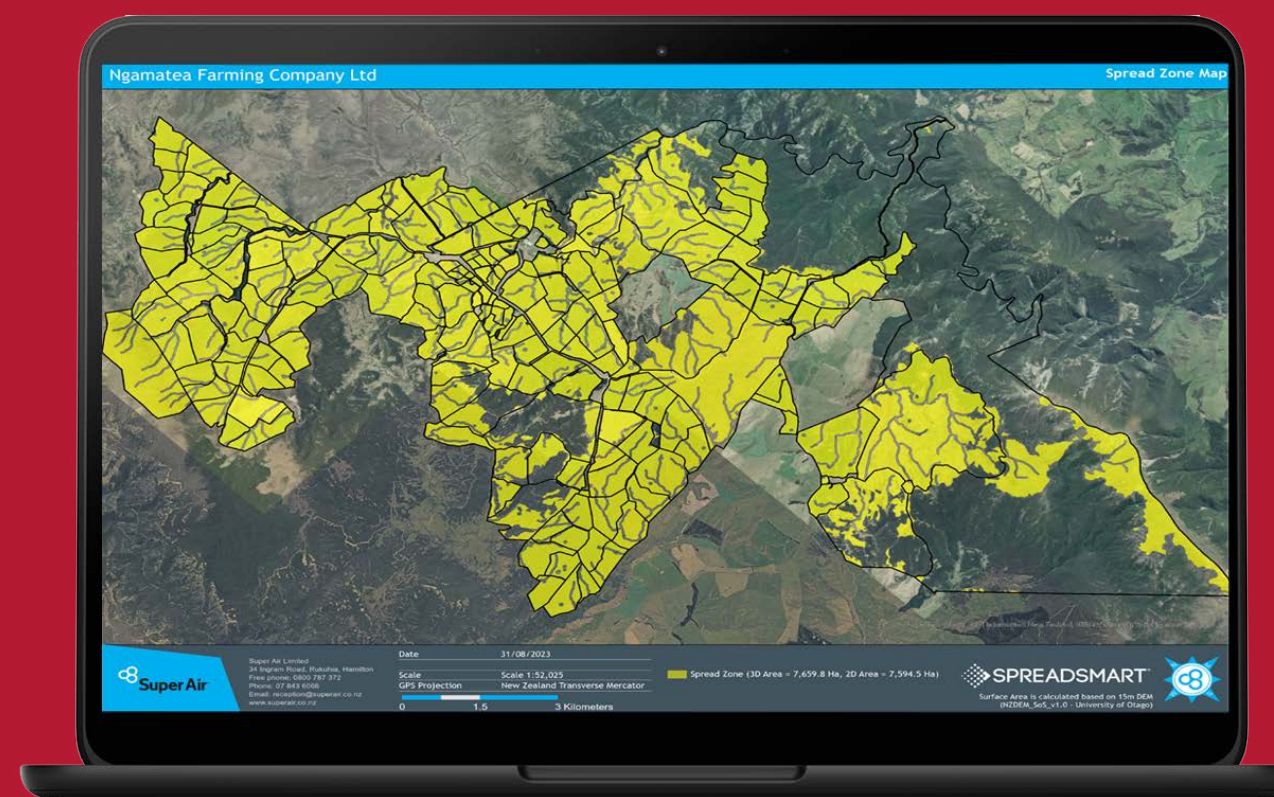 Ngamatea Farming Company Ltd
Spread Zone Map
Super Air
Super Air Limited
34 Ingram Road, Rukuhia, Hamilton
Free phone: 0800 787 372
Phone: 07 843 6066
Email: reception@superair.co.nz
www.superair.co.nz
Date 31/08/2023
Scale Scale 1:52,025
GPS Projection New Zealand Transverse Mercator
0 1.5 3 Kilometers
Spread Zone (3D Area = 7,659.8 Ha, 2D Area = 7,594.5 Ha)
SPREADSMART
Surface Area is calculated based on 15m DEM
(NZDEM_SoS_v1.0 - University of Otago)